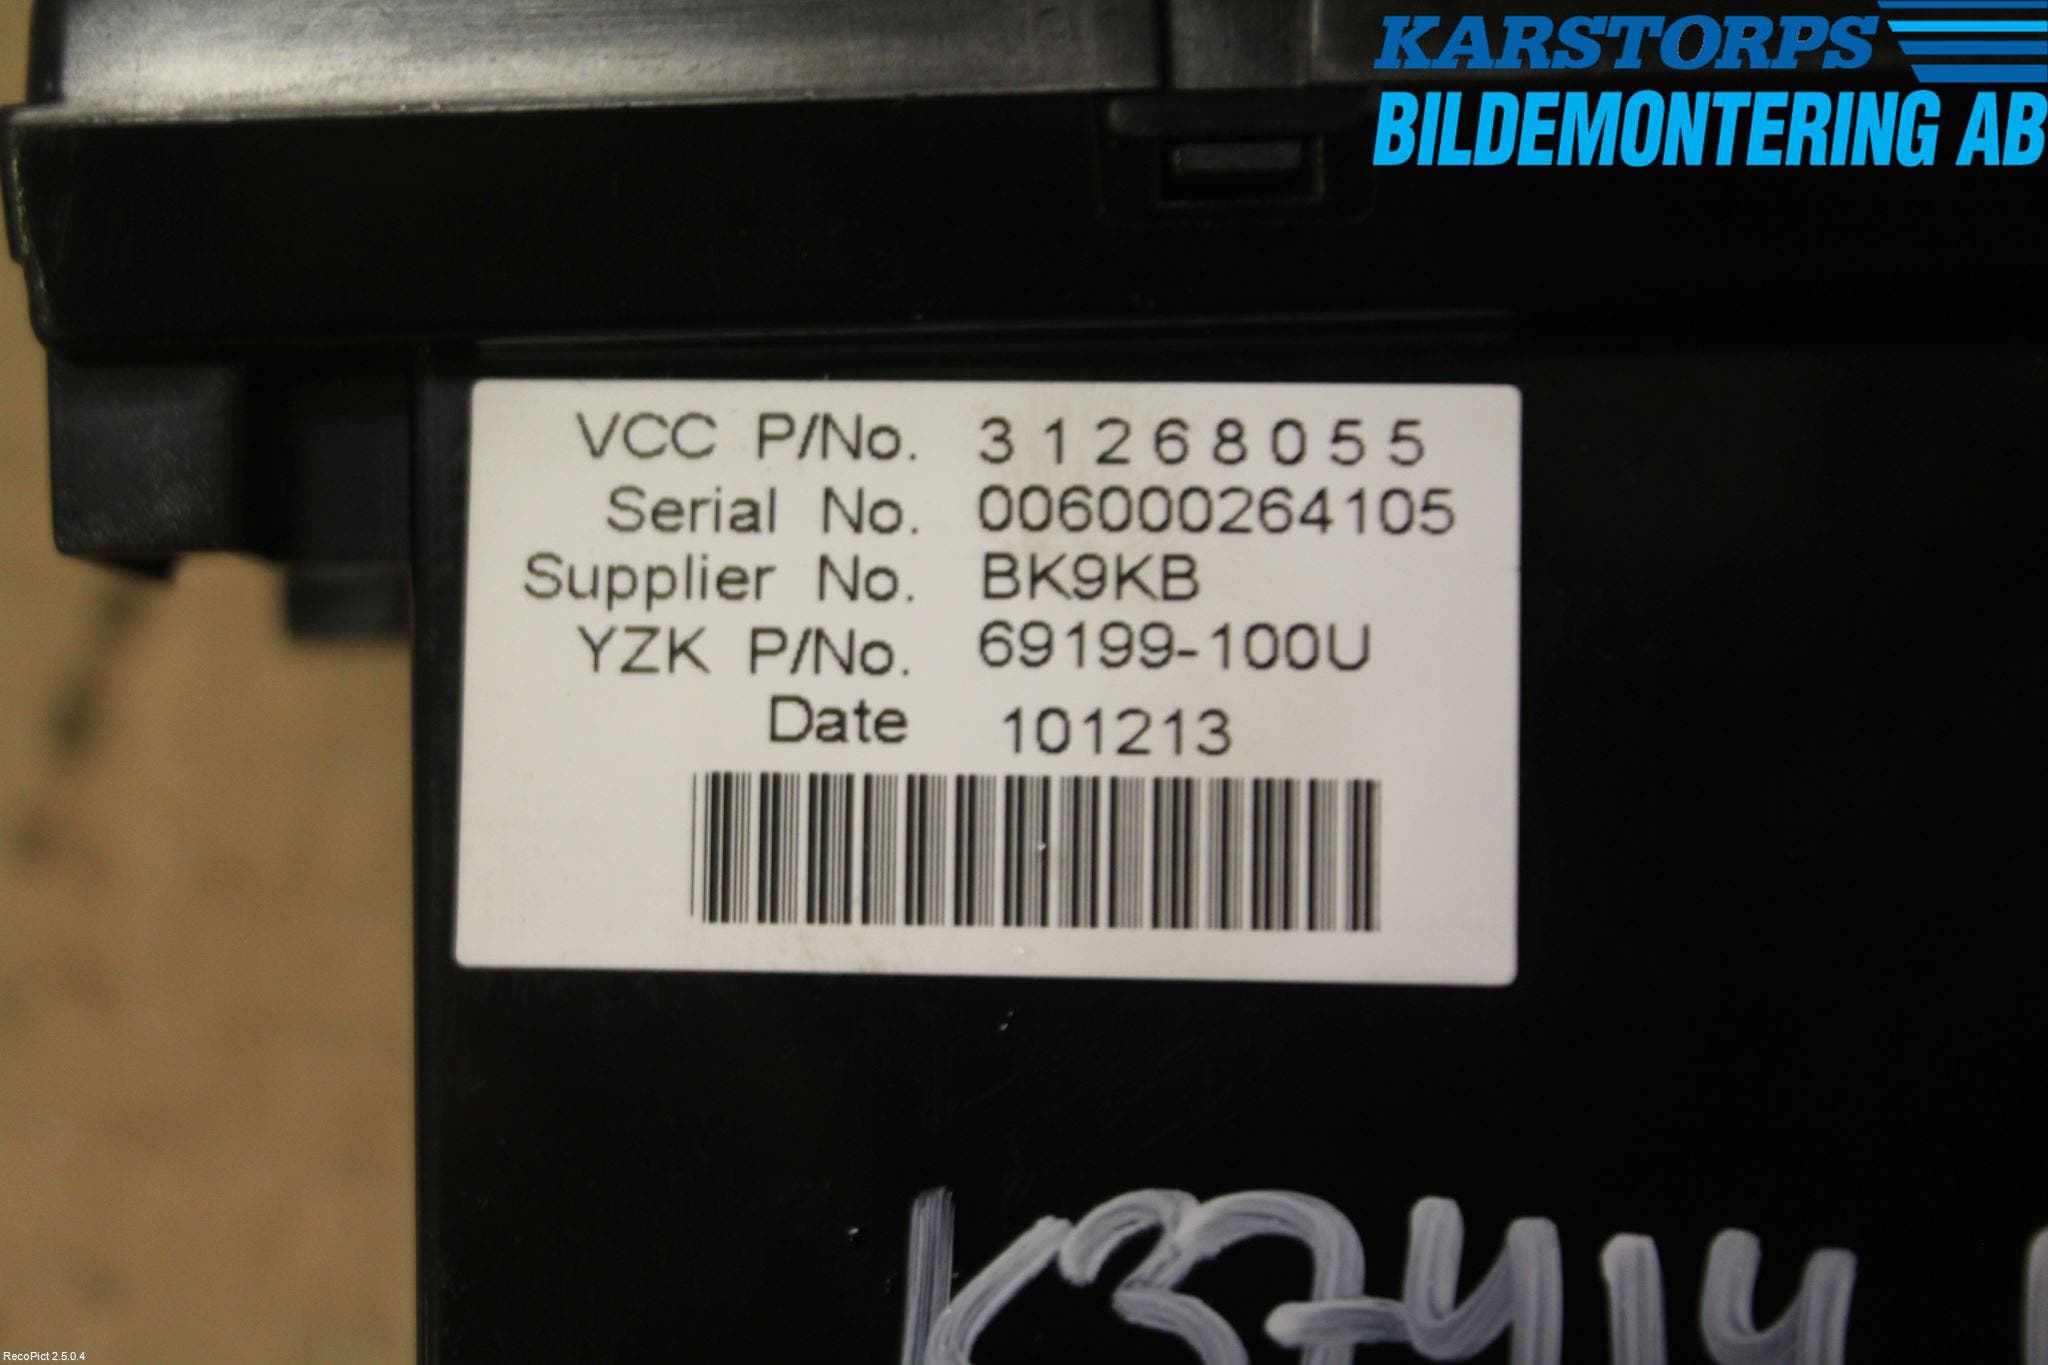 KARSTORPS
BILDEMONTERING AB
VCC P/No. 31268055
Serial No. 006000264105
Supplier No. BK9KB
YZK P/No. 69199-100U
Date 101213
K37414
RecoPict 2.5.0.4